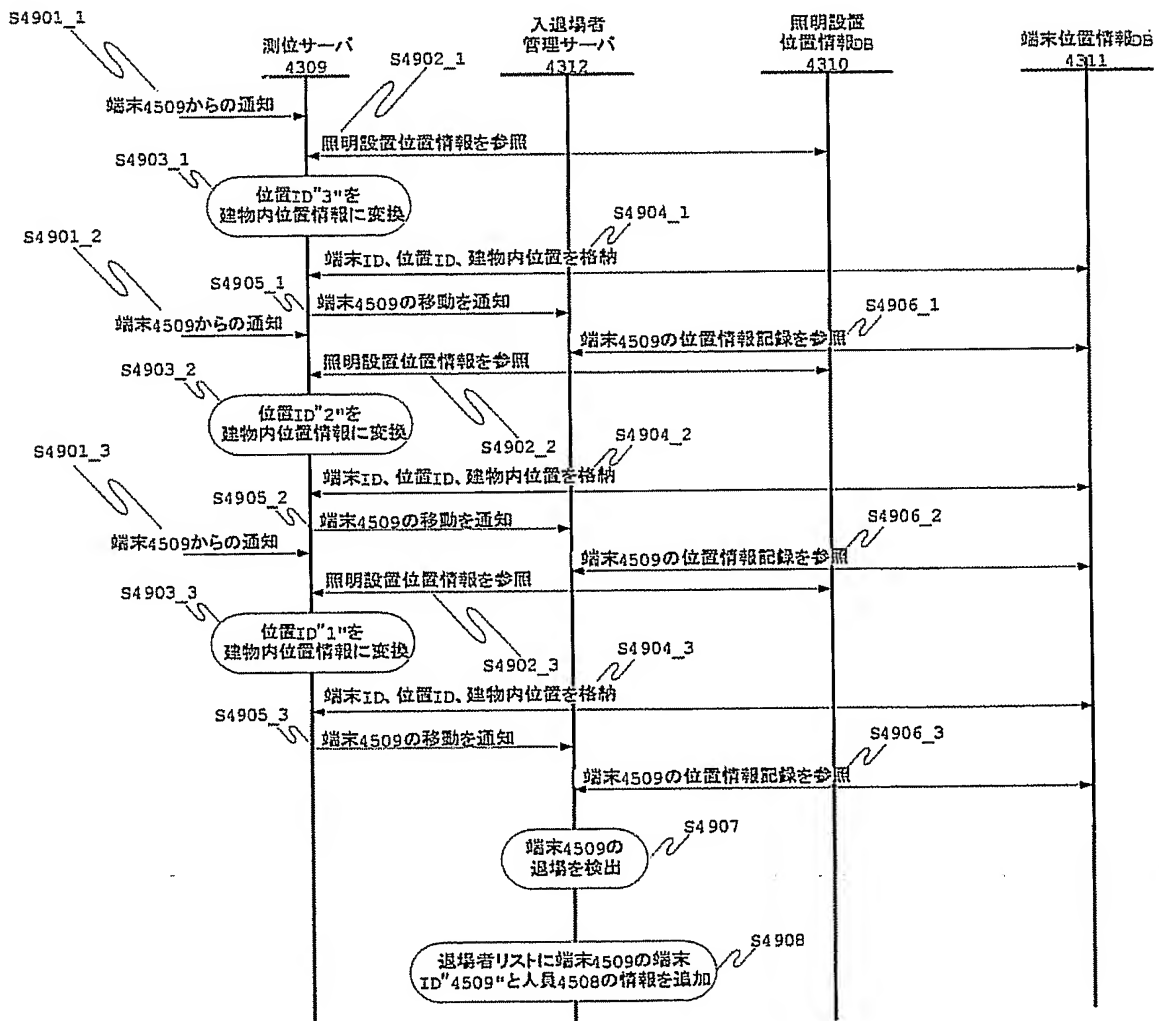 S4901_1
測位サーバ
4309
S4902_1
入退場者
管理サーバ
4312
照明設置
位置情報DB
4310
端末位置情報DB
4311
端末4509からの通知
照明設置位置情報を参照
S4903_1
位置ID"3"を
建物内位置情報に変換
S4904_1
S4901_2
端末ID、位置ID、建物内位置を格納
S4905_1
端末4509の移動を通知
S4906_1
端末4509からの通知
端末4509の位置情報記録を参照
照明設置位置情報を参照
S4903_2
位置ID"2"を
建物内位置情報に変換
S4902_2
S4904_2
S4901_3
端末ID、位置ID、建物内位置を格納
S4905_2
端末4509の移動を通知
S4906_2
端末4509からの通知
端末4509の位置情報記録を参照
照明設置位置情報を参照
S4903_3
位置ID"1"を
建物内位置情報に変換
S4902_3
S4904_3
端末ID、位置ID、建物内位置を格納
S4905_3
端末4509の移動を通知
S4906_3
端末4509の位置情報記録を参照
S4907
端末4509の
退場を検出
S4908
退場者リストに端末4509の端末
ID"4509"と人員4508の情報を追加